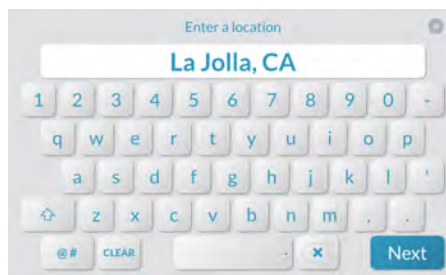 Enter a location
La Jolla, CA
1 2 3 4 5 6 7 8 9 0 -
q w e r t y u i o p
a s d f g h j k l '
z x c v b n m . .
@# CLEAR . × Next